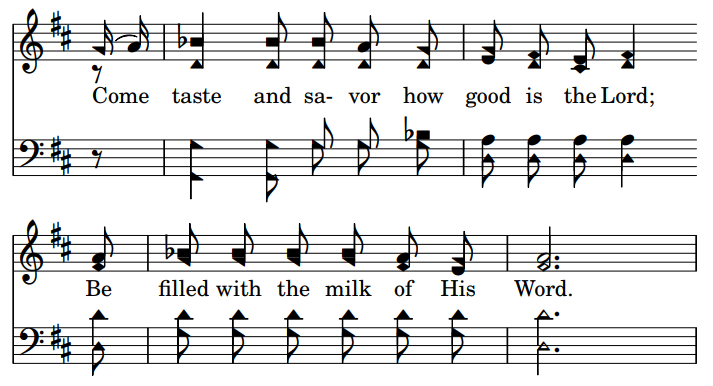 Come taste and sa- vor how good is the Lord;
Be filled with the milk of His Word.